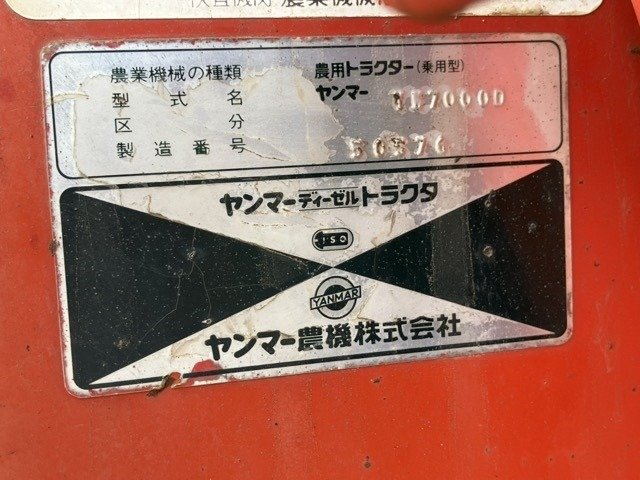 農業機械の種類 農用トラクター(乗用型)
型式名 ヤンマー
区分
製造番号
ヤンマーディーゼルトラクタ
ISO
YANMAR
ヤンマー農機株式会社